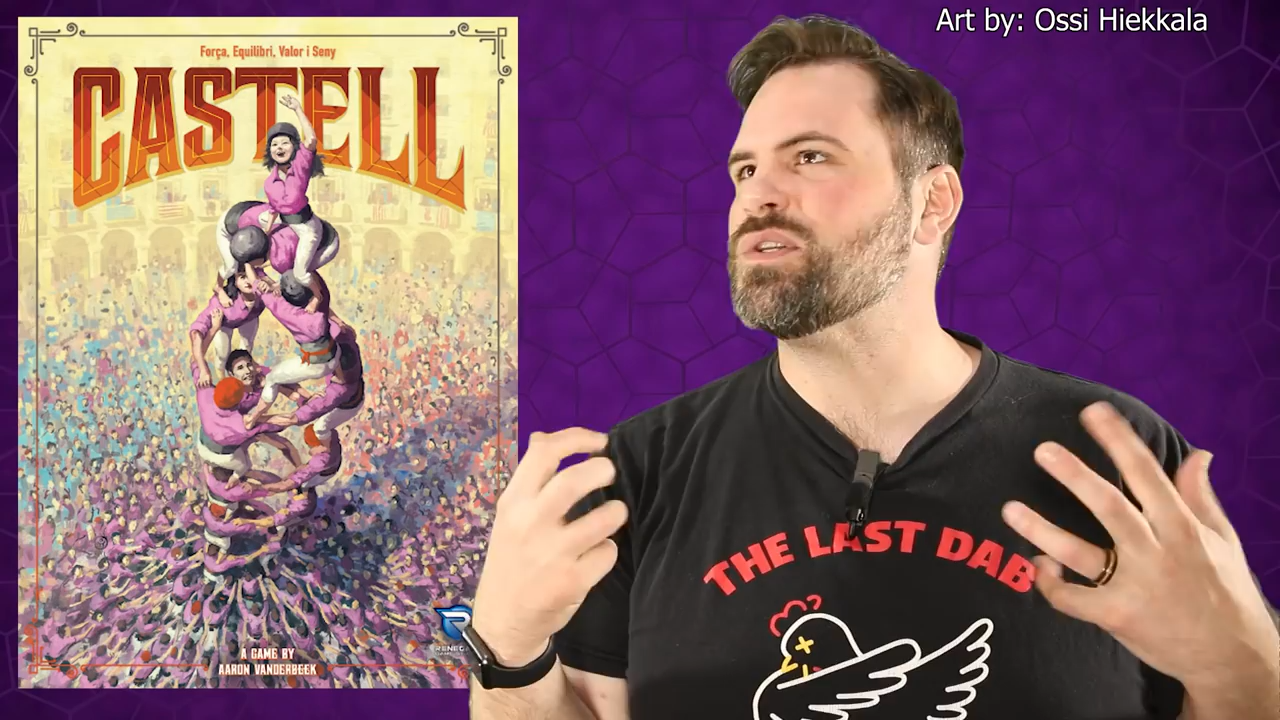 Art by: Ossi Hiekkala
Força, Equilibri, Valor i Seny
CASTELL
A GAME BY
AARON VANDERBEEK
THE LAST DAB